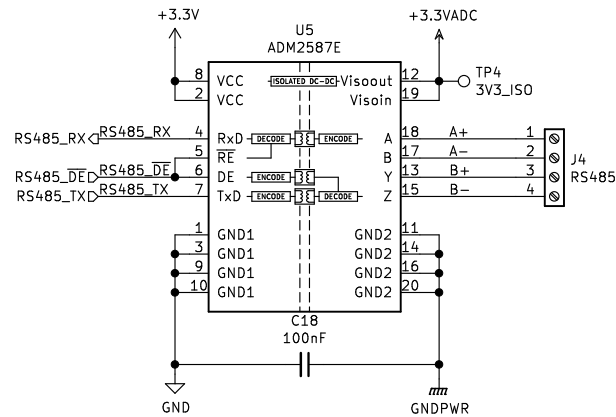 +3.3V
+3.3VADC
U5
ADM2587E
8 VCC
ISOLATED DC-DC
Visoout 12
TP4
3V3_ISO
2 VCC
Visoin 19
RS485_RX RS485_RX 4 RxD DECODE ENCODE A 18 A+ 1
5 RE B 17 A- 2
J4
RS485_DE RS485_DE 6 DE ENCODE Y 13 B+ 3
RS485
RS485_TX RS485_TX 7 TxD ENCODE DECODE Z 15 B- 4
1 GND1 GND2 11
3 GND1 GND2 14
9 GND1 GND2 16
10 GND1 GND2 20
C18
100nF
GND
GNDPWR